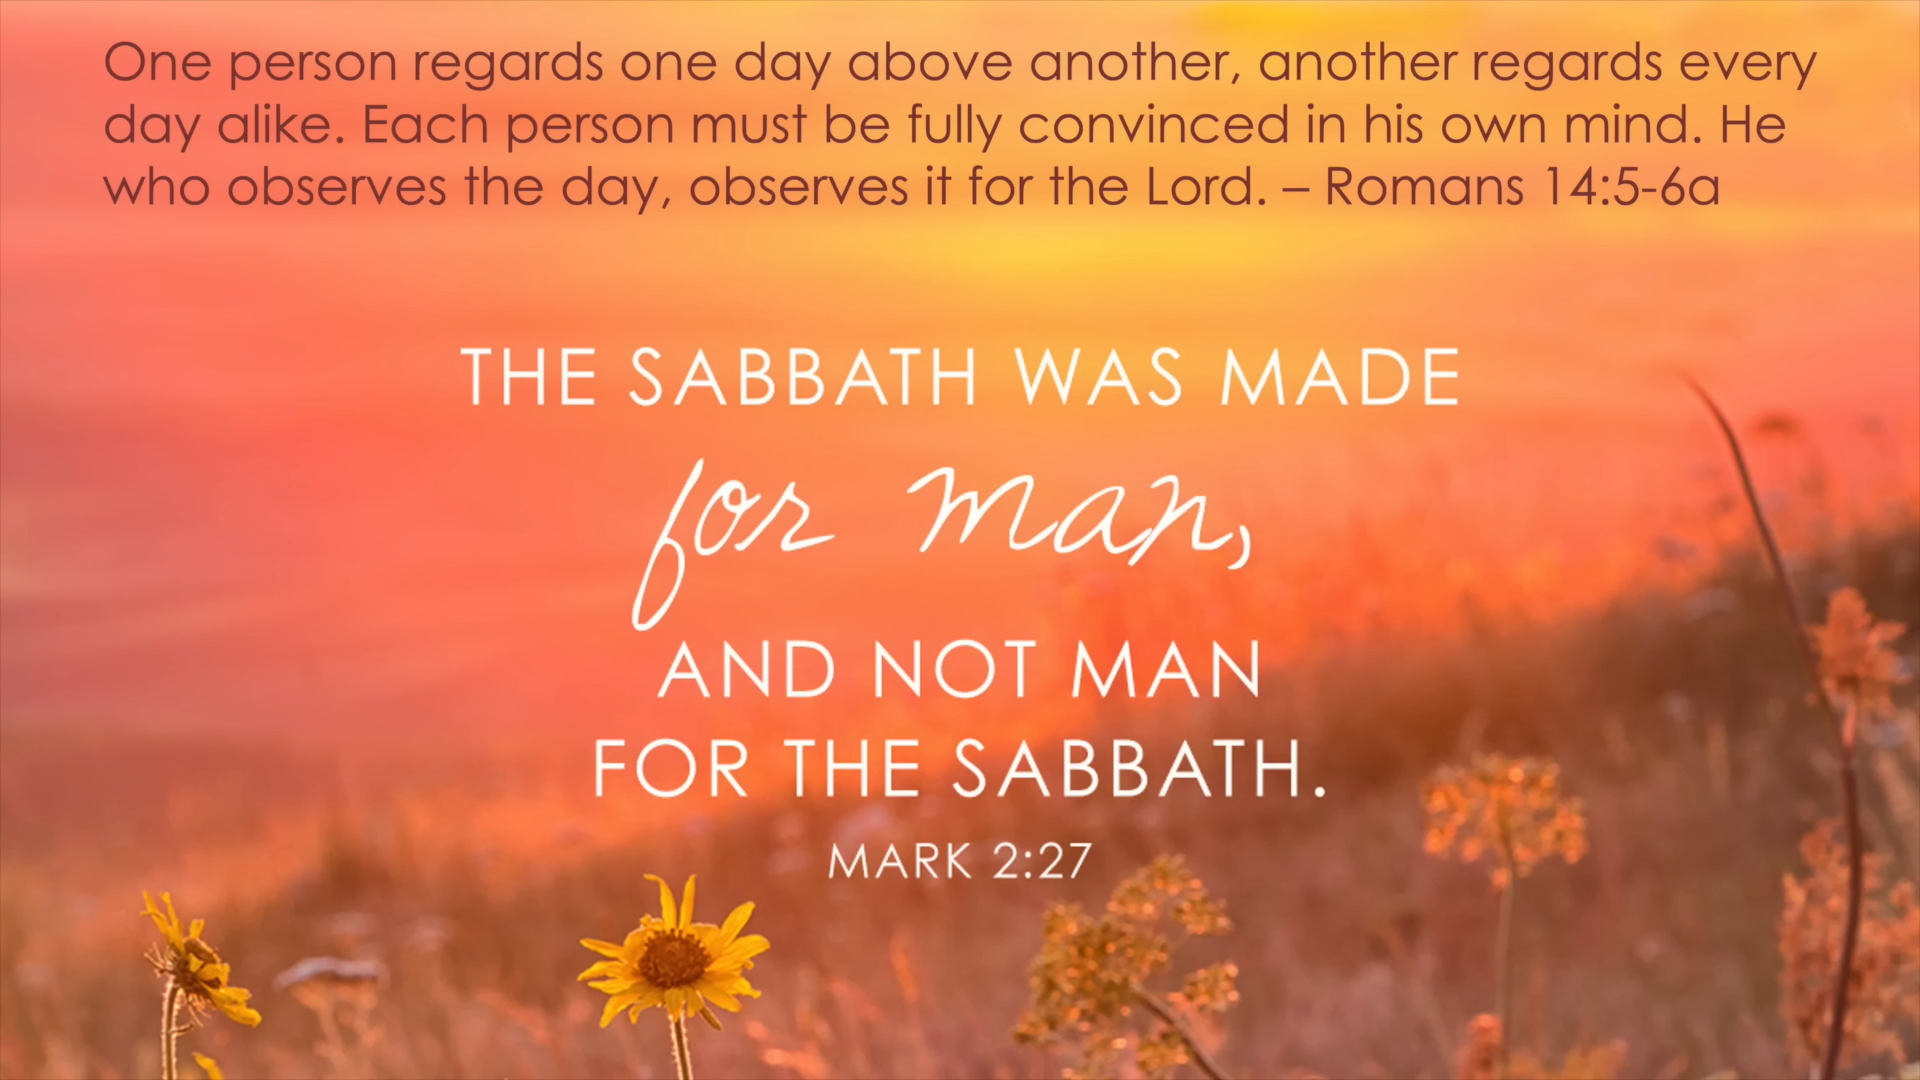 One person regards one day above another, another regards every
day alike. Each person must be fully convinced in his own mind. He
who observes the day, observes it for the Lord. – Romans 14:5-6a
THE SABBATH WAS MADE
for man,
AND NOT MAN
FOR THE SABBATH.
MARK 2:27